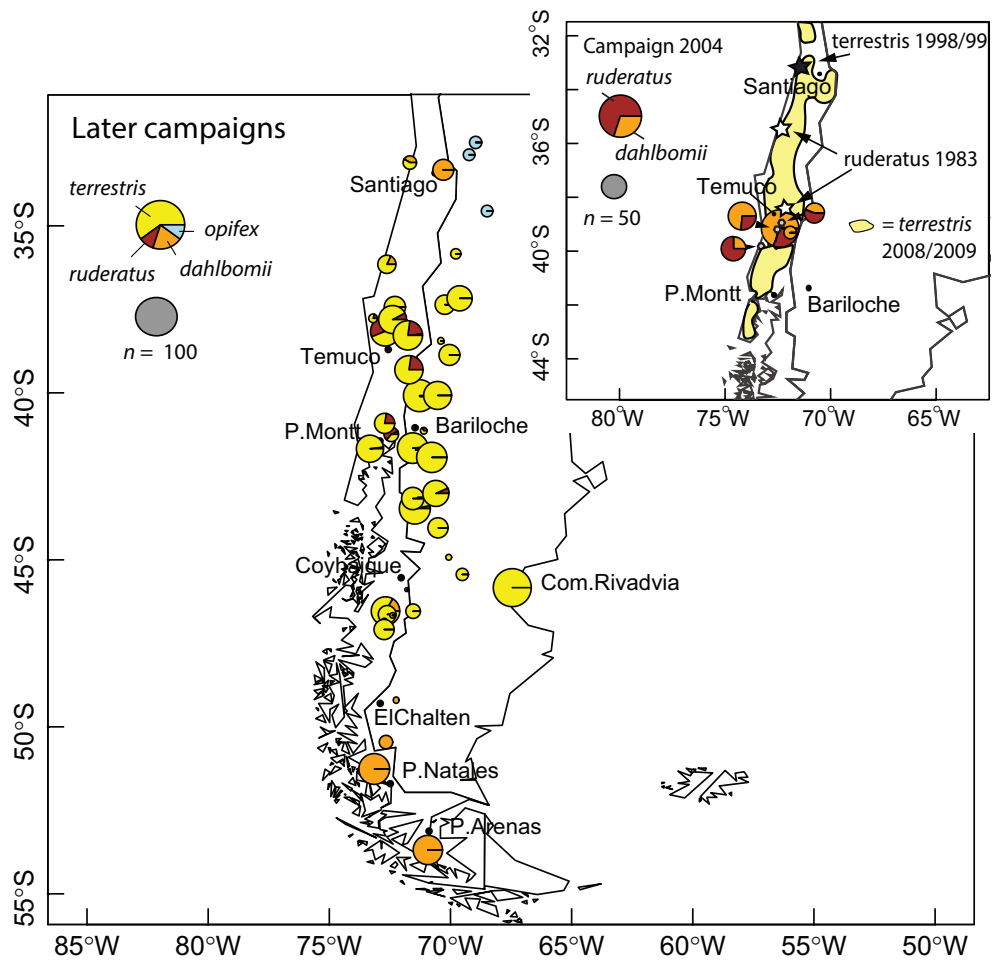 Later campaigns
terrestris
opifex
ruderatus
dahlbomii
n = 100
Santiago
Temuco
P.Montt
Bariloche
Coyhaique
Com.Rivadvia
ElChalten
P.Natales
P.Arenas
35°S
40°S
45°S
50°S
55°S
85°W
80°W
75°W
70°W
65°W
60°W
55°W
50°W
Campaign 2004
ruderatus
dahlbomii
n = 50
terrestris 1998/99
Santiago
ruderatus 1983
Temuco
= terrestris
2008/2009
P.Montt
Bariloche
32°S
36°S
40°S
44°S
80°W
75°W
70°W
65°W